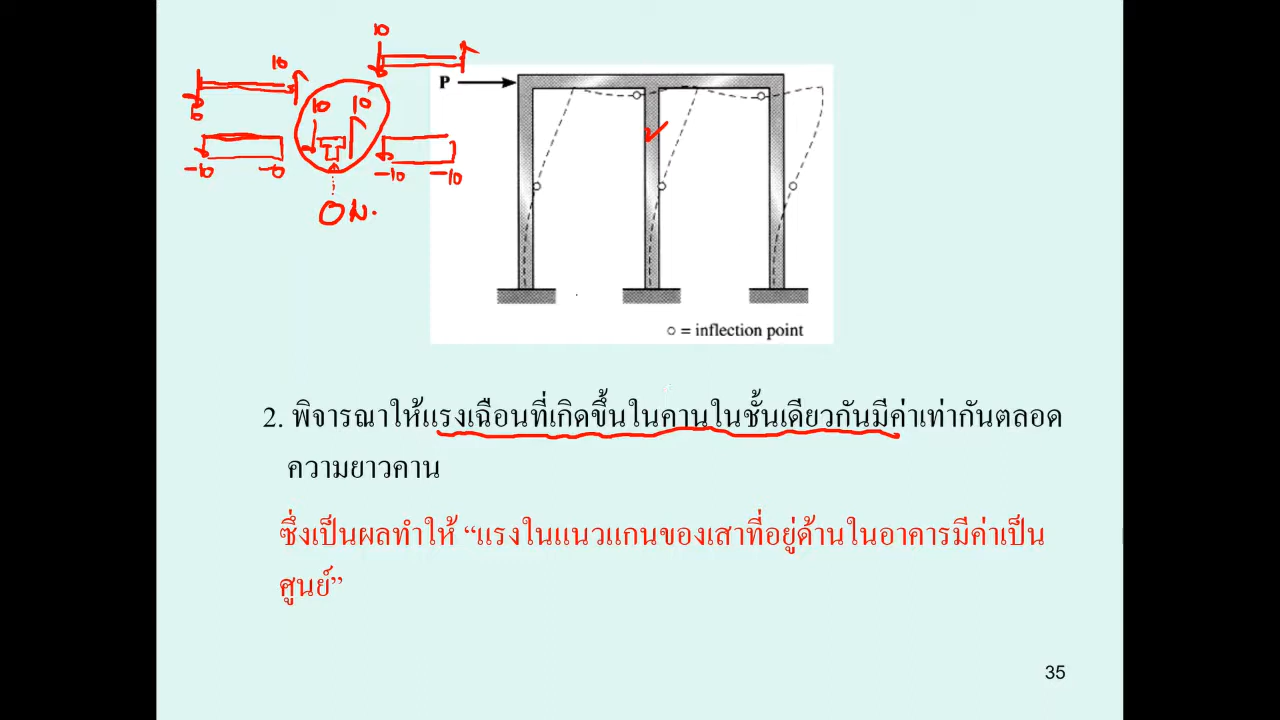 10
10
10
10 10
-10 -10 -10 -10
0 N.
P
○ = inflection point
2. พิจารณาให้แรงเฉือนที่เกิดขึ้นในคานในชั้นเดียวกันมีค่าเท่ากันตลอด
ความยาวคาน
ซึ่งเป็นผลทำให้ “แรงในแนวแกนของเสาที่อยู่ด้านในอาคารมีค่าเป็น
ศูนย์”
35